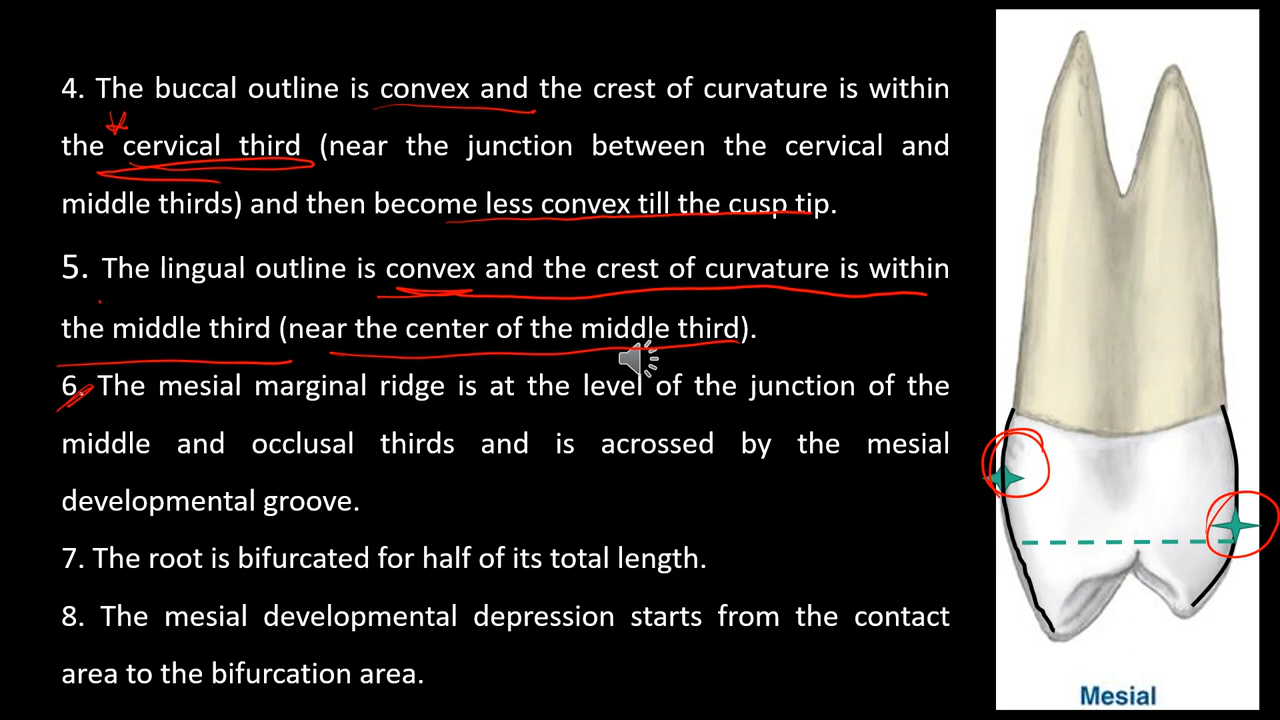 4. The buccal outline is convex and the crest of curvature is within
the cervical third (near the junction between the cervical and
middle thirds) and then become less convex till the cusp tip.
5. The lingual outline is convex and the crest of curvature is within
the middle third (near the center of the middle third).
6. The mesial marginal ridge is at the level of the junction of the
middle and occlusal thirds and is acrossed by the mesial
developmental groove.
7. The root is bifurcated for half of its total length.
8. The mesial developmental depression starts from the contact
area to the bifurcation area.
Mesial